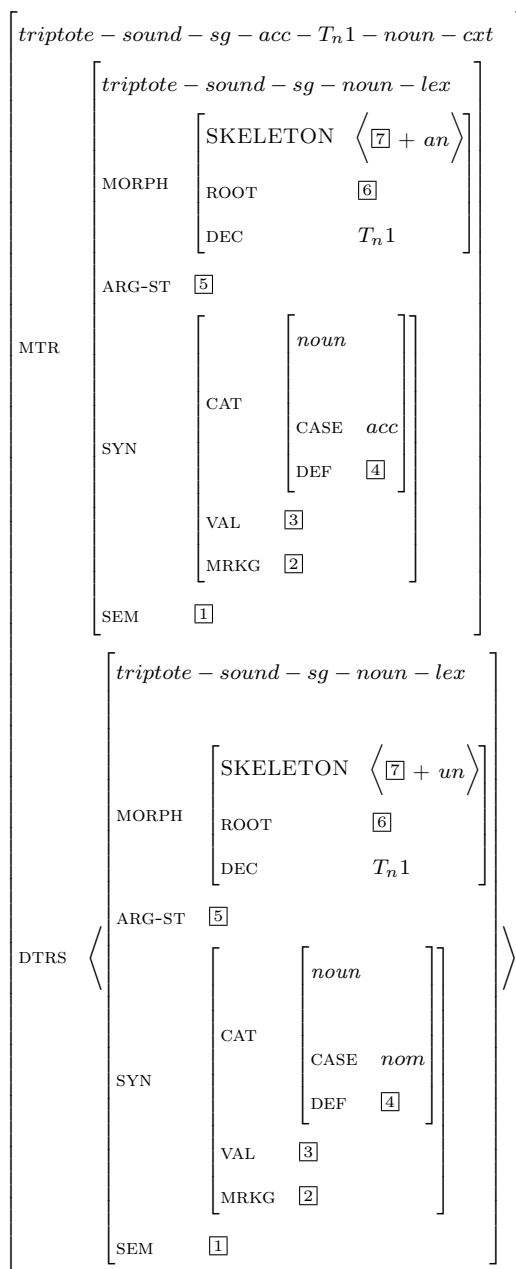 triptote − sound − sg − acc − Tn1 − noun − cxt
triptote − sound − sg − noun − lex
SKELETON ⟨ 7 + an ⟩
MORPH ROOT 6
DEC Tn1
ARG-ST 5
MTR
noun
CAT
CASE acc
SYN
DEF 4
VAL 3
MRKG 2
SEM 1
triptote − sound − sg − noun − lex
SKELETON ⟨ 7 + un ⟩
MORPH ROOT 6
DEC Tn1
ARG-ST 5
DTRS
noun
CAT
CASE nom
SYN
DEF 4
VAL 3
MRKG 2
SEM 1